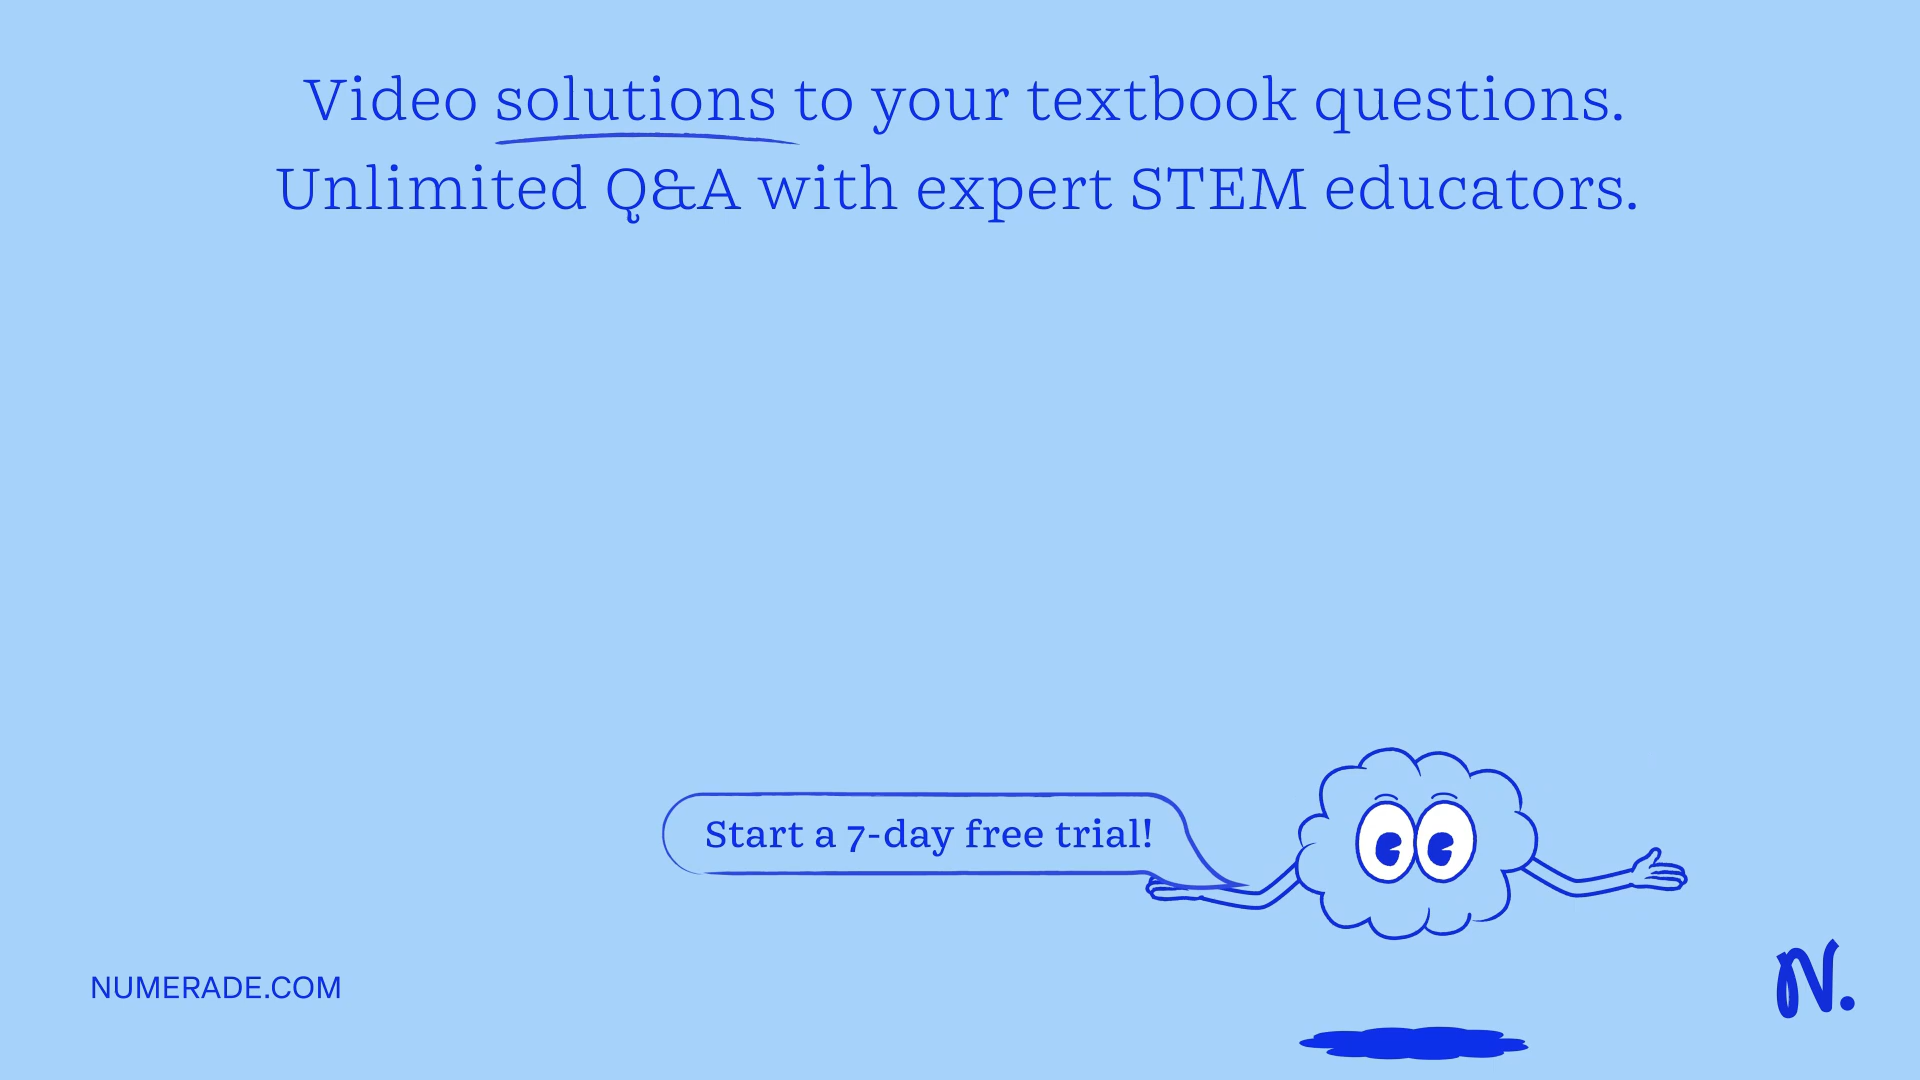 Video solutions to your textbook questions.
Unlimited Q&A with expert STEM educators.
Start a 7-day free trial!
NUMERADE.COM
N.